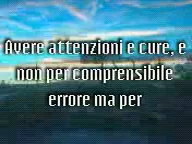 Avere attenzioni e cure, e
non per comprensibile
errore ma per